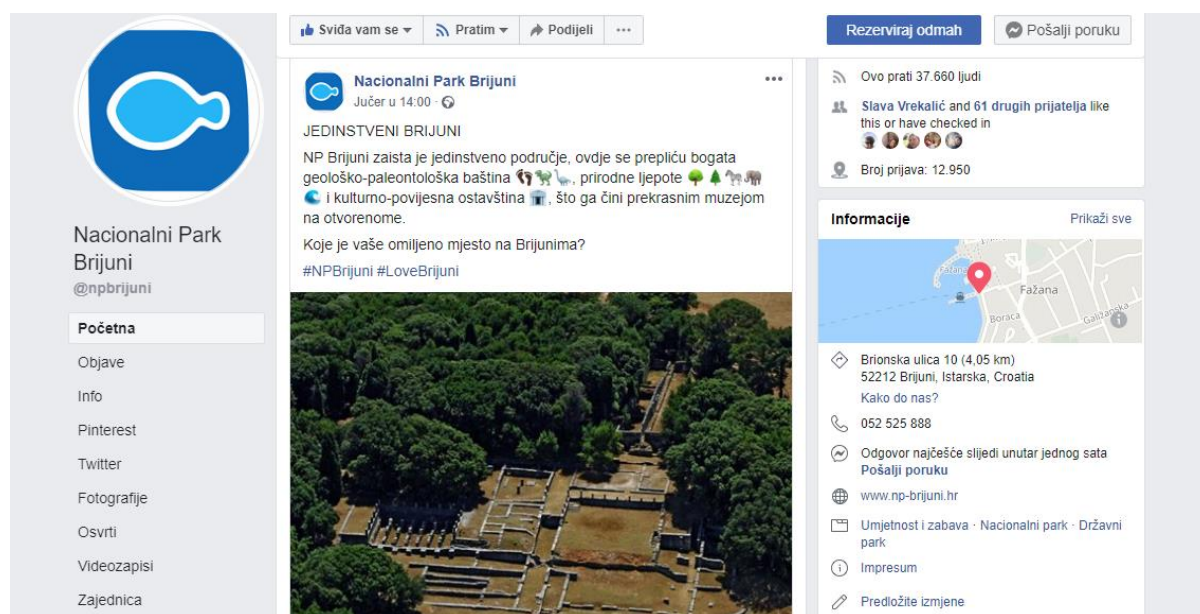 Nacionalni Park
Brijuni
@npbrijuni
Početna
Objave
Info
Pinterest
Twitter
Fotografije
Osvrti
Videozapisi
Zajednica
Sviđa vam se
Pratim
Podijeli
Nacionalni Park Brijuni
Jučer u 14:00 ·
JEDINSTVENI BRIJUNI
NP Brijuni zaista je jedinstveno područje, ovdje se prepliću bogata
geološko-paleontološka baština 👣🦖🦕, prirodne ljepote 🌳🌲🦓🐘
🌊 i kulturno-povijesna ostavština 🏛, što ga čini prekrasnim muzejom
na otvorenome.
Koje je vaše omiljeno mjesto na Brijunima?
#NPBrijuni #LoveBrijuni
Rezerviraj odmah
Pošalji poruku
Ovo prati 37.660 ljudi
Slava Vrekalić and 61 drugih prijatelja like
this or have checked in
Broj prijava: 12.950
Informacije
Prikaži sve
Fažana
Fažana
Boraca
Galižanska
Brionska ulica 10 (4,05 km)
52212 Brijuni, Istarska, Croatia
Kako do nas?
052 525 888
Odgovor najčešće slijedi unutar jednog sata
Pošalji poruku
www.np-brijuni.hr
Umjetnost i zabava · Nacionalni park · Državni
park
Impresum
Predložite izmjene